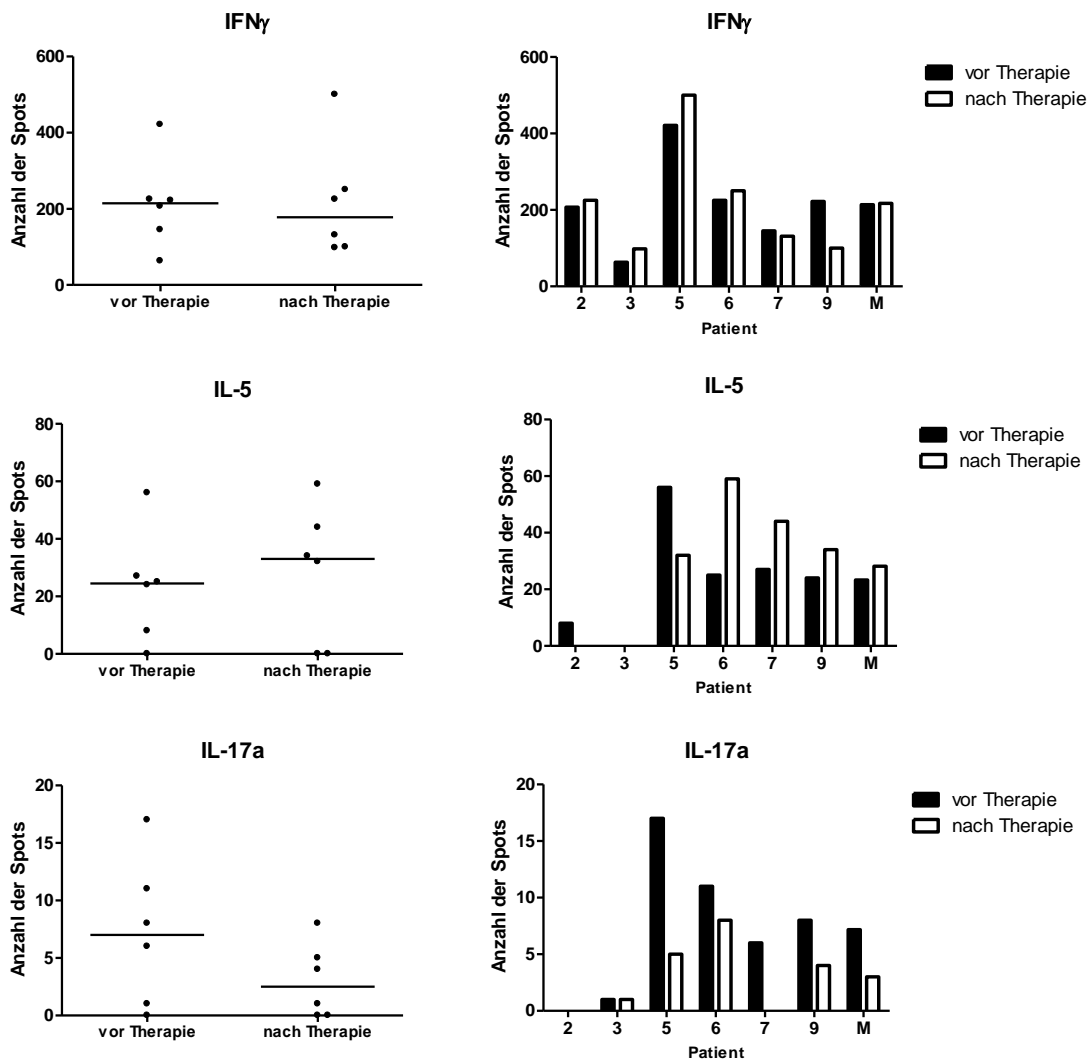 IFNγ
Anzahl der Spots
600
400
200
0
vor Therapie
nach Therapie
IFNγ
Anzahl der Spots
600
400
200
0
2 3 5 6 7 9 M
Patient
vor Therapie
nach Therapie
IL-5
Anzahl der Spots
80
60
40
20
0
vor Therapie
nach Therapie
IL-5
Anzahl der Spots
80
60
40
20
0
2 3 5 6 7 9 M
Patient
vor Therapie
nach Therapie
IL-17a
Anzahl der Spots
20
15
10
5
0
vor Therapie
nach Therapie
IL-17a
Anzahl der Spots
20
15
10
5
0
2 3 5 6 7 9 M
Patient
vor Therapie
nach Therapie